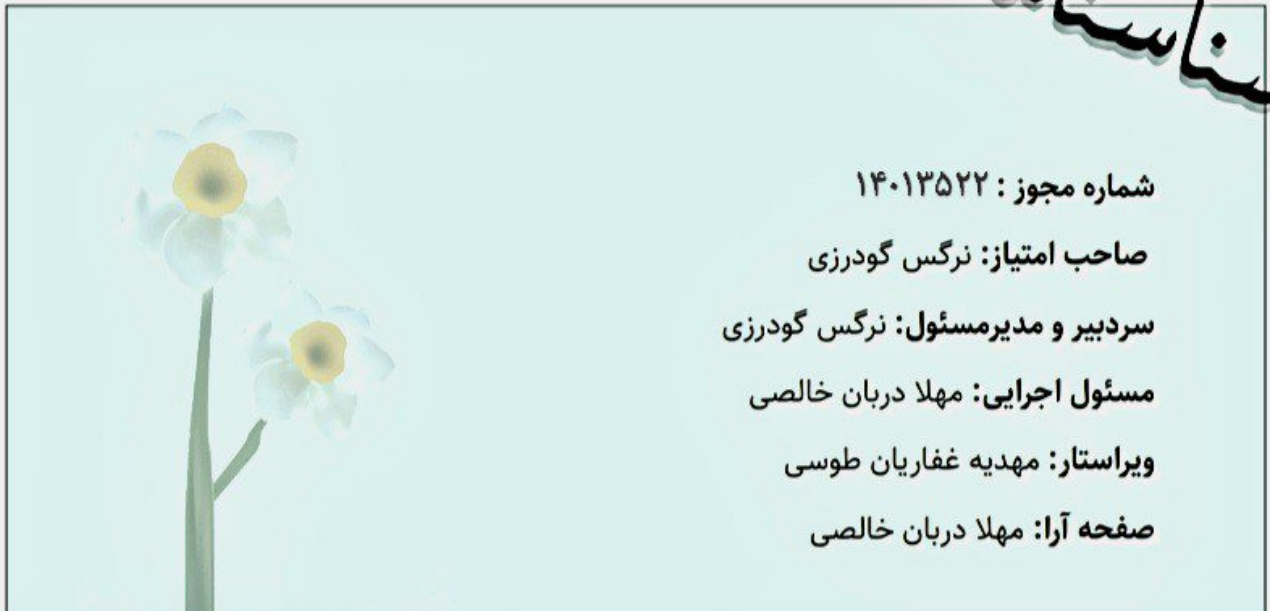 شماره مجوز : ۱۴۰۱۳۵۲۲
صاحب امتیاز: نرگس گودرزی
سردبیر و مدیرمسئول: نرگس گودرزی
مسئول اجرایی: مهلا دربان خالصی
ویراستار: مهدیه غفاریان طوسی
صفحه آرا: مهلا دربان خالصی